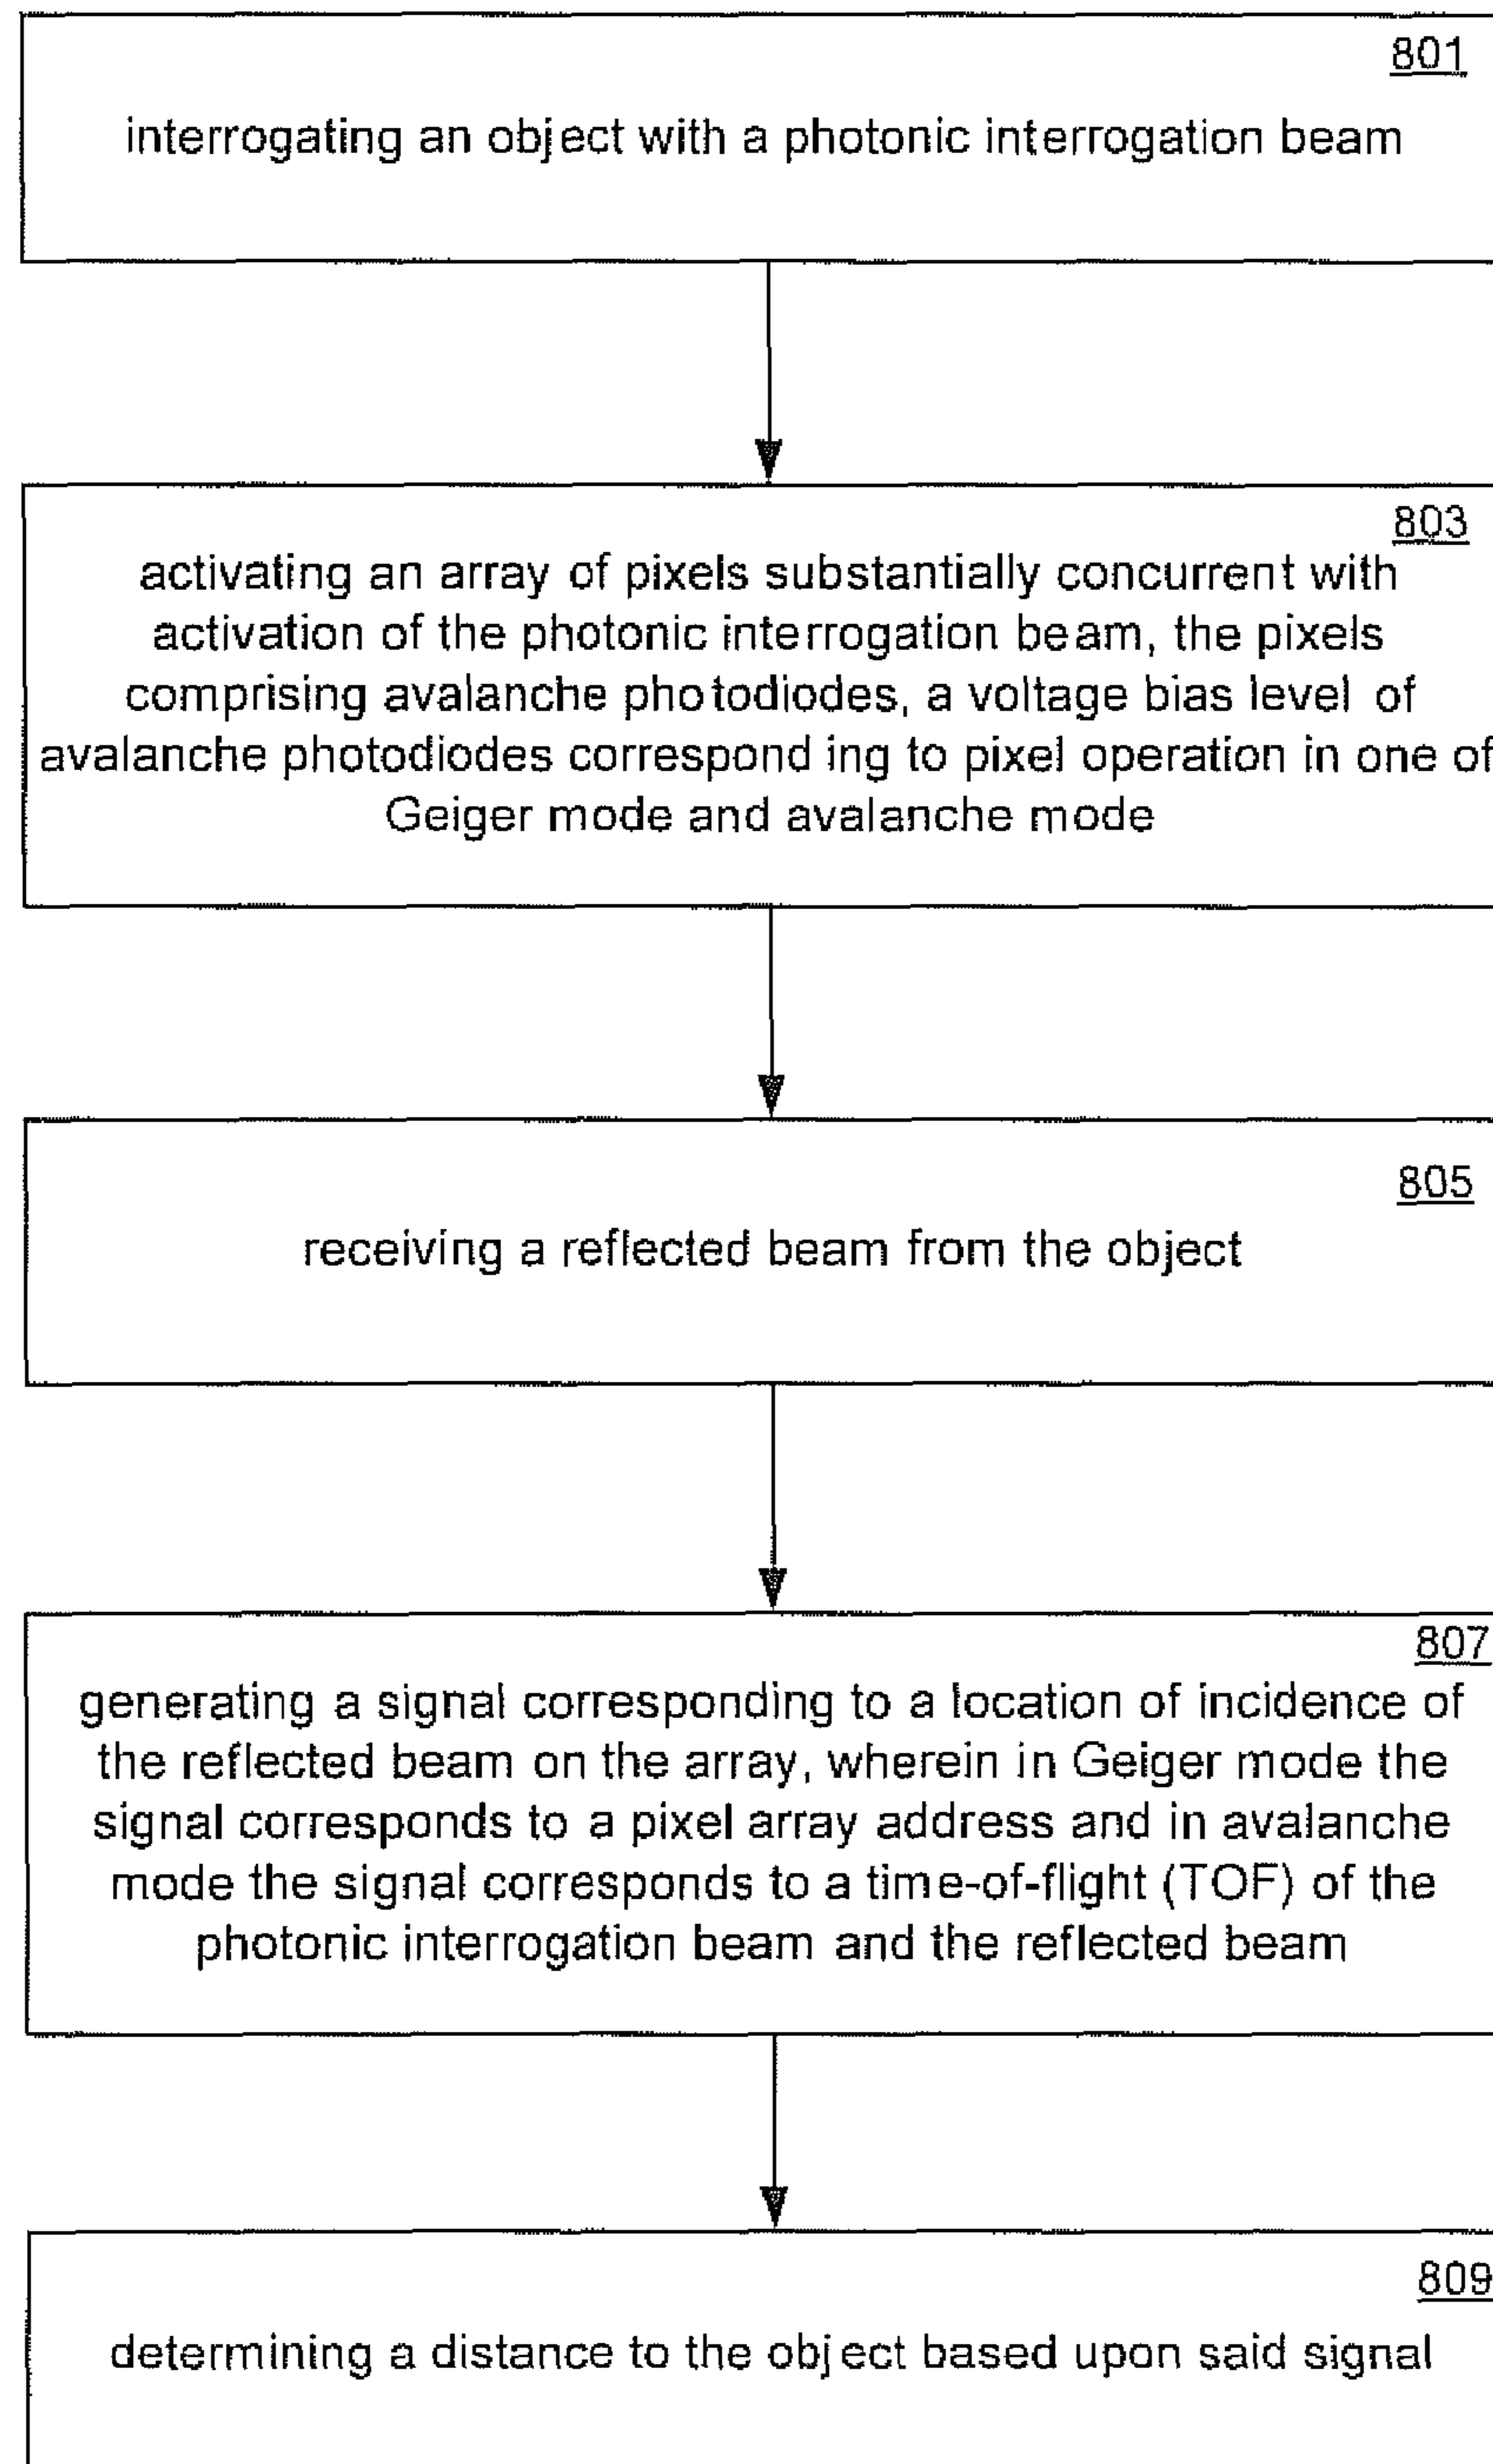 801
interrogating an object with a photonic interrogation beam
803
activating an array of pixels substantially concurrent with
activation of the photonic interrogation beam, the pixels
comprising avalanche photodiodes, a voltage bias level of
avalanche photodiodes correspond ing to pixel operation in one of
Geiger mode and avalanche mode
805
receiving a reflected beam from the object
807
generating a signal corresponding to a location of incidence of
the reflected beam on the array, wherein in Geiger mode the
signal corresponds to a pixel array address and in avalanche
mode the signal corresponds to a time-of-flight (TOF) of the
photonic interrogation beam and the reflected beam
809
determining a distance to the object based upon said signal